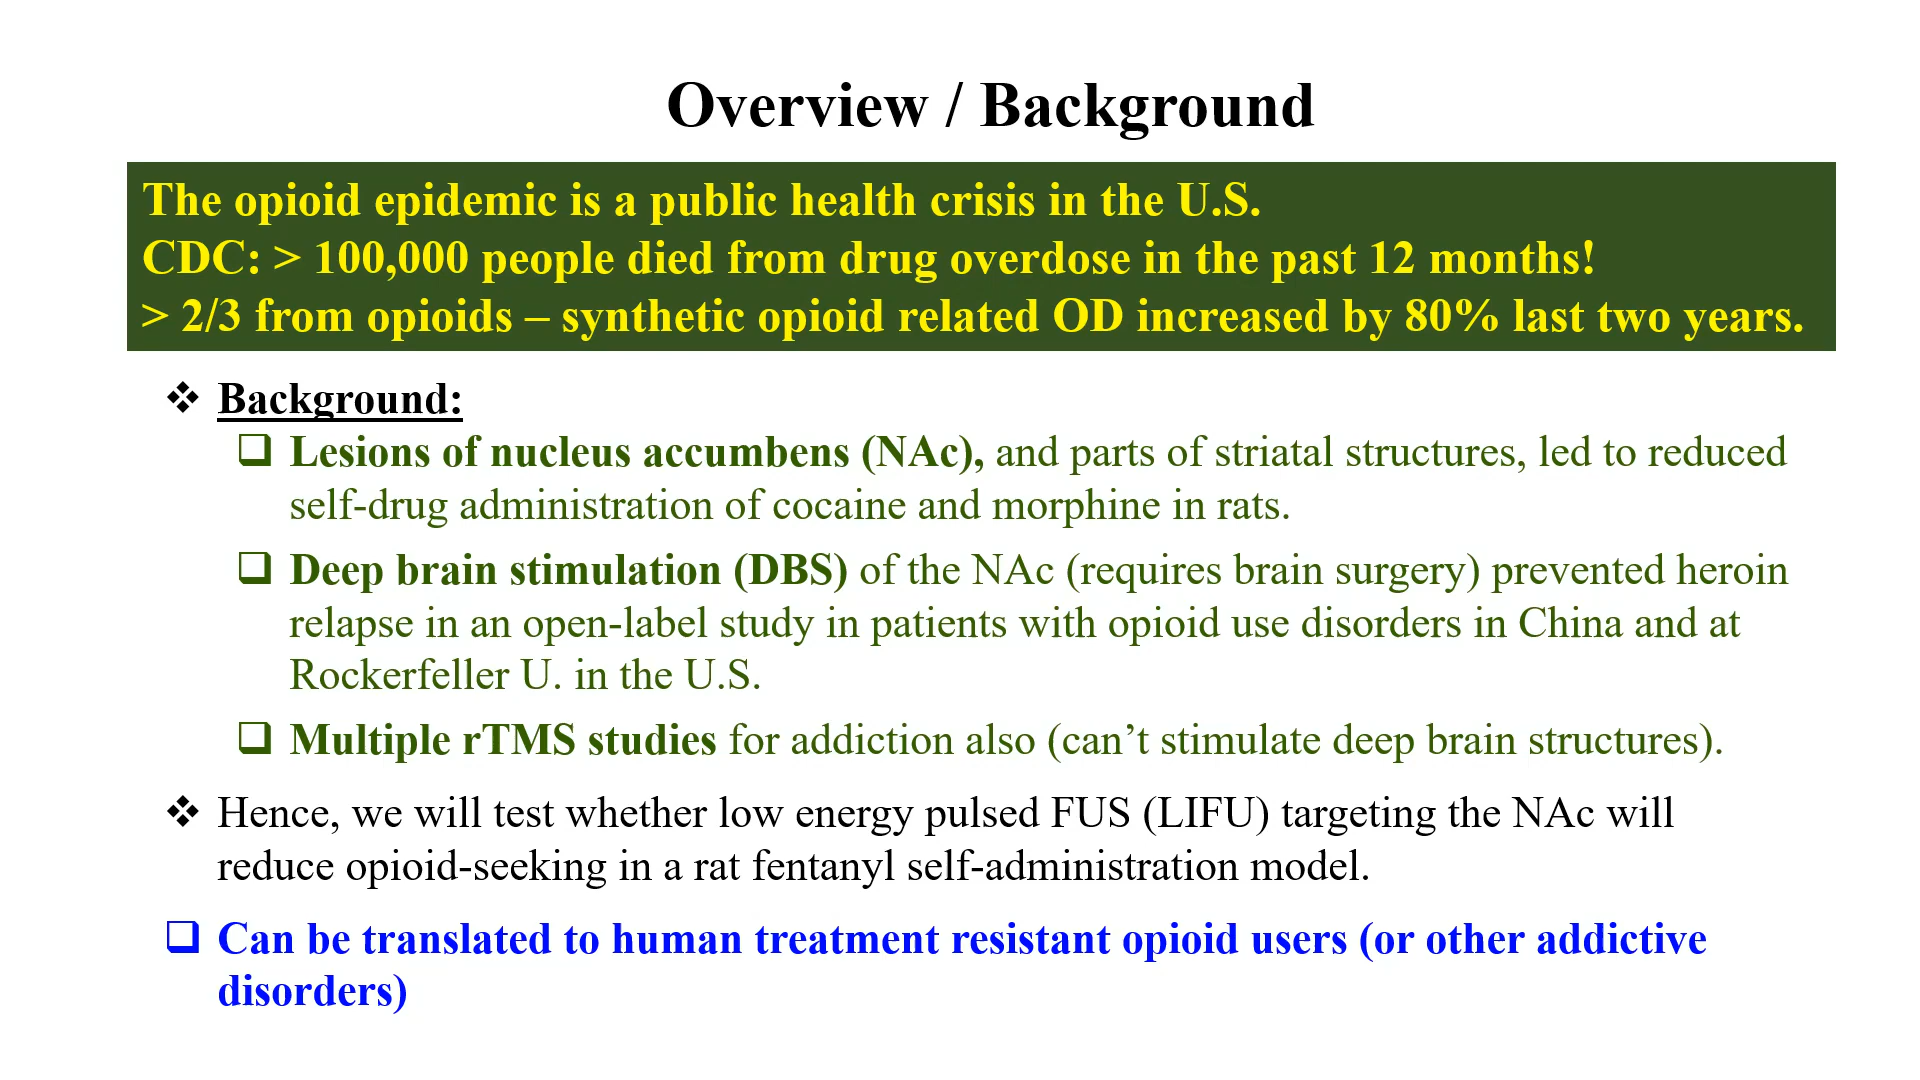 Overview / Background
The opioid epidemic is a public health crisis in the U.S.
CDC: > 100,000 people died from drug overdose in the past 12 months!
> 2/3 from opioids – synthetic opioid related OD increased by 80% last two years.
❖ Background:
❑ Lesions of nucleus accumbens (NAc), and parts of striatal structures, led to reduced
self-drug administration of cocaine and morphine in rats.
❑ Deep brain stimulation (DBS) of the NAc (requires brain surgery) prevented heroin
relapse in an open-label study in patients with opioid use disorders in China and at
Rockerfeller U. in the U.S.
❑ Multiple rTMS studies for addiction also (can’t stimulate deep brain structures).
❖ Hence, we will test whether low energy pulsed FUS (LIFU) targeting the NAc will
reduce opioid-seeking in a rat fentanyl self-administration model.
❑ Can be translated to human treatment resistant opioid users (or other addictive
disorders)